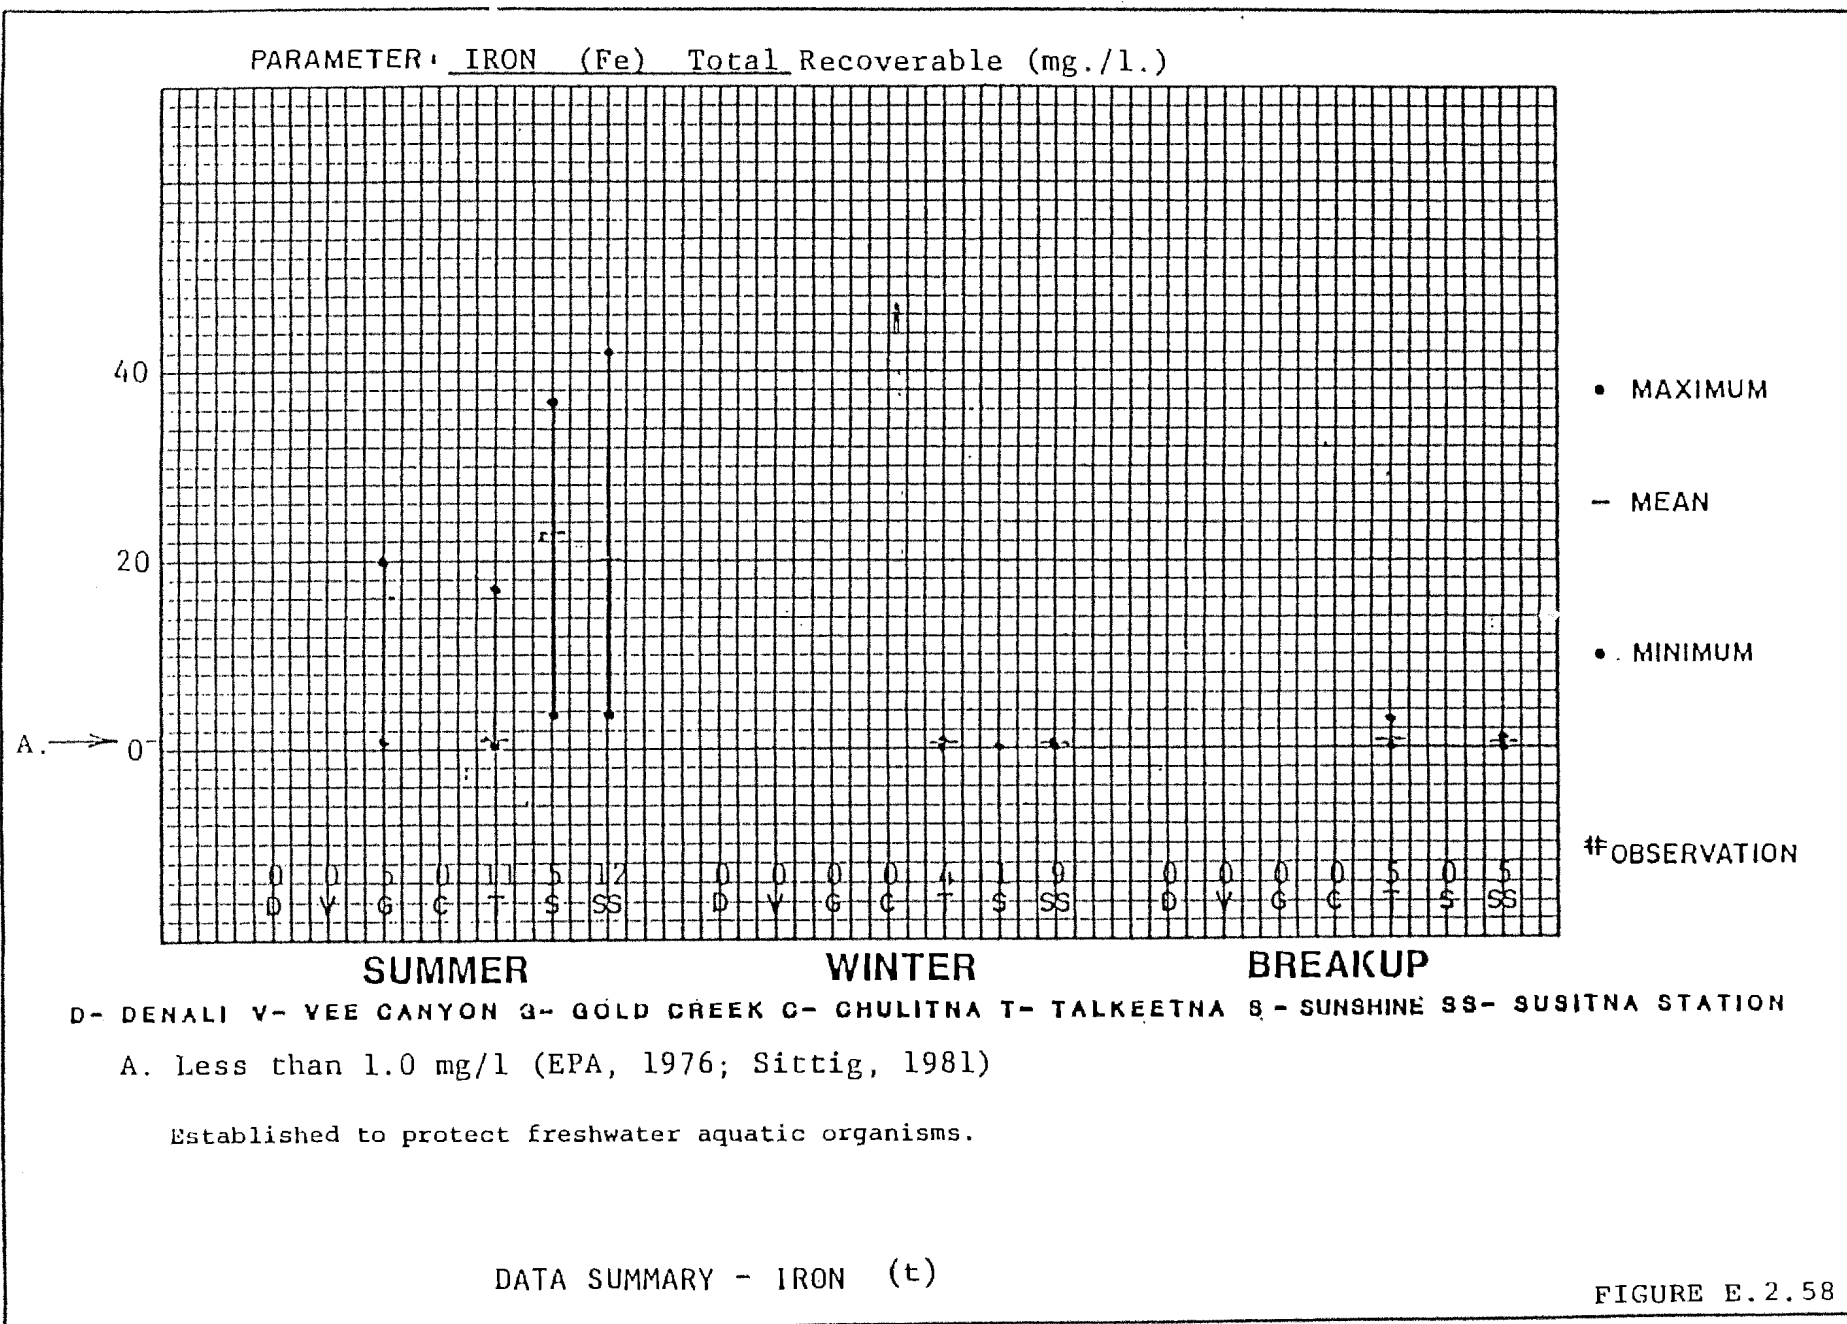 PARAMETER: IRON (Fe) Total Recoverable (mg./l.)
40
• MAXIMUM
- MEAN
20
• MINIMUM
A. 0
# OBSERVATION
0 0 0 11 5 12 0 0 0 0 4 1 9 0 0 0 0 5 0 5
D V G C T S SS D V G C T S SS D V G C T S SS
SUMMER WINTER BREAKUP
D- DENALI V- VEE CANYON G- GOLD CREEK C- CHULITNA T- TALKEETNA S- SUNSHINE SS- SUSITNA STATION
A. Less than 1.0 mg/l (EPA, 1976; Sittig, 1981)
Established to protect freshwater aquatic organisms.
DATA SUMMARY - IRON (t)
FIGURE E.2.58